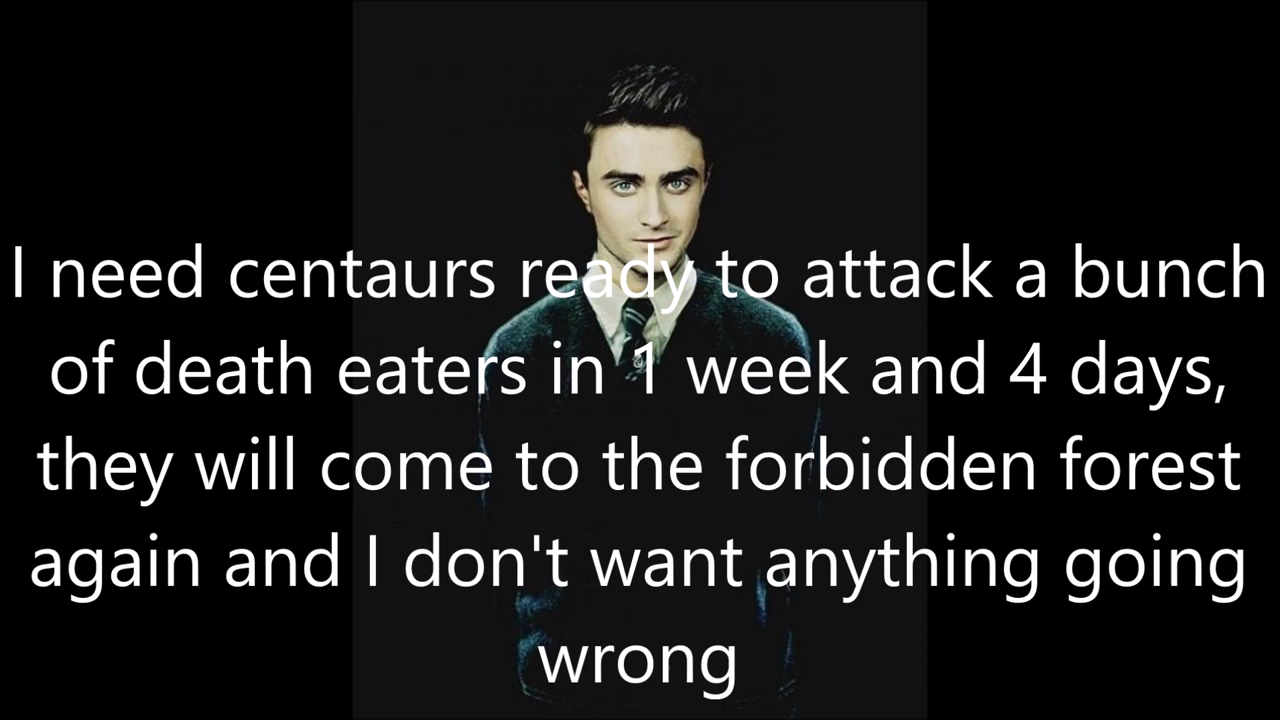 I need centaurs ready to attack a bunch
of death eaters in 1 week and 4 days,
they will come to the forbidden forest
again and I don't want anything going
wrong